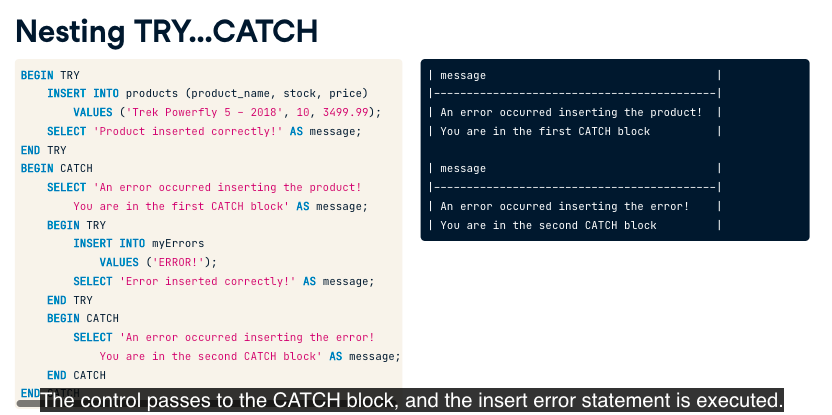 Nesting TRY...CATCH
BEGIN TRY
INSERT INTO products (product_name, stock, price)
VALUES ('Trek Powerfly 5 - 2018', 10, 3499.99);
SELECT 'Product inserted correctly!' AS message;
END TRY
BEGIN CATCH
SELECT 'An error occurred inserting the product!
You are in the first CATCH block' AS message;
BEGIN TRY
INSERT INTO myErrors
VALUES ('ERROR!');
SELECT 'Error inserted correctly!' AS message;
END TRY
BEGIN CATCH
SELECT 'An error occurred inserting the error!
You are in the second CATCH block' AS message;
END CATCH
END CATCH
| message |
|-------------------------------------------|
| An error occurred inserting the product! |
| You are in the first CATCH block |
| message |
|-------------------------------------------|
| An error occurred inserting the error! |
| You are in the second CATCH block |
The control passes to the CATCH block, and the insert error statement is executed.